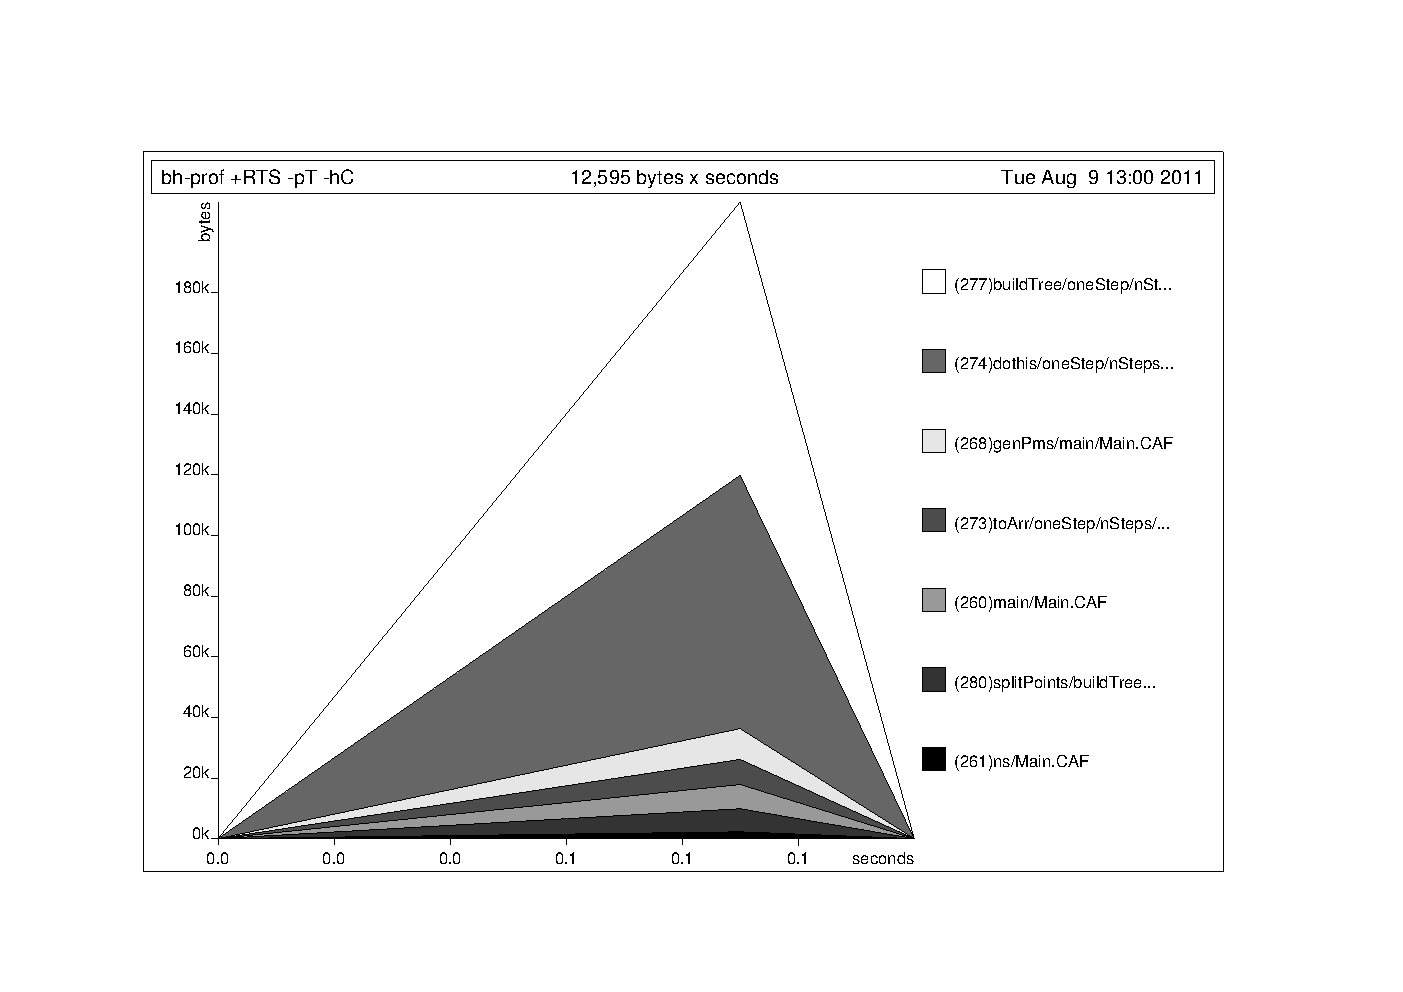 bh-prof +RTS -pT -hC 12,595 bytes x seconds Tue Aug  9 13:00 2011
bytes
180k
160k
140k
120k
100k
80k
60k
40k
20k
0k
0.0 0.0 0.0 0.1 0.1 0.1 seconds
(277)buildTree/oneStep/nSt...
(274)dothis/oneStep/nSteps...
(268)genPms/main/Main.CAF
(273)toArr/oneStep/nSteps/...
(260)main/Main.CAF
(280)splitPoints/buildTree...
(261)ns/Main.CAF